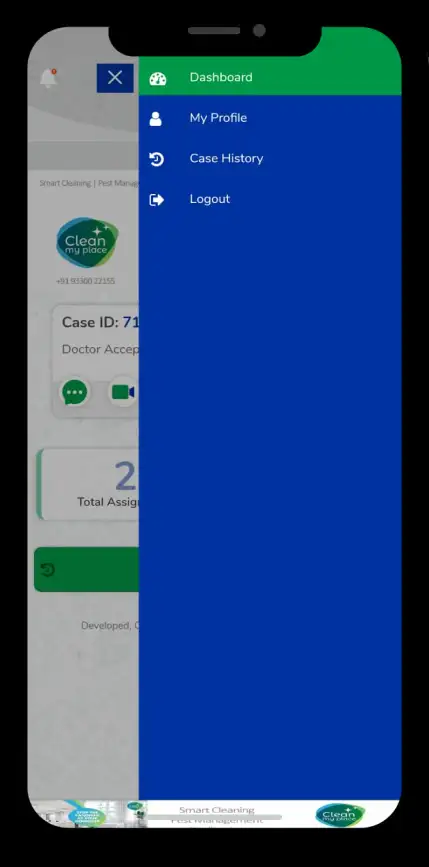 Dashboard
My Profile
Case History
Logout
Smart Cleaning | Pest Manag
Clean
my place
+91 93300 22155
Case ID: 71
Doctor Accep
2
Total Assig
Developed, C
Smart Cleaning
Pest Management
Clean
my place